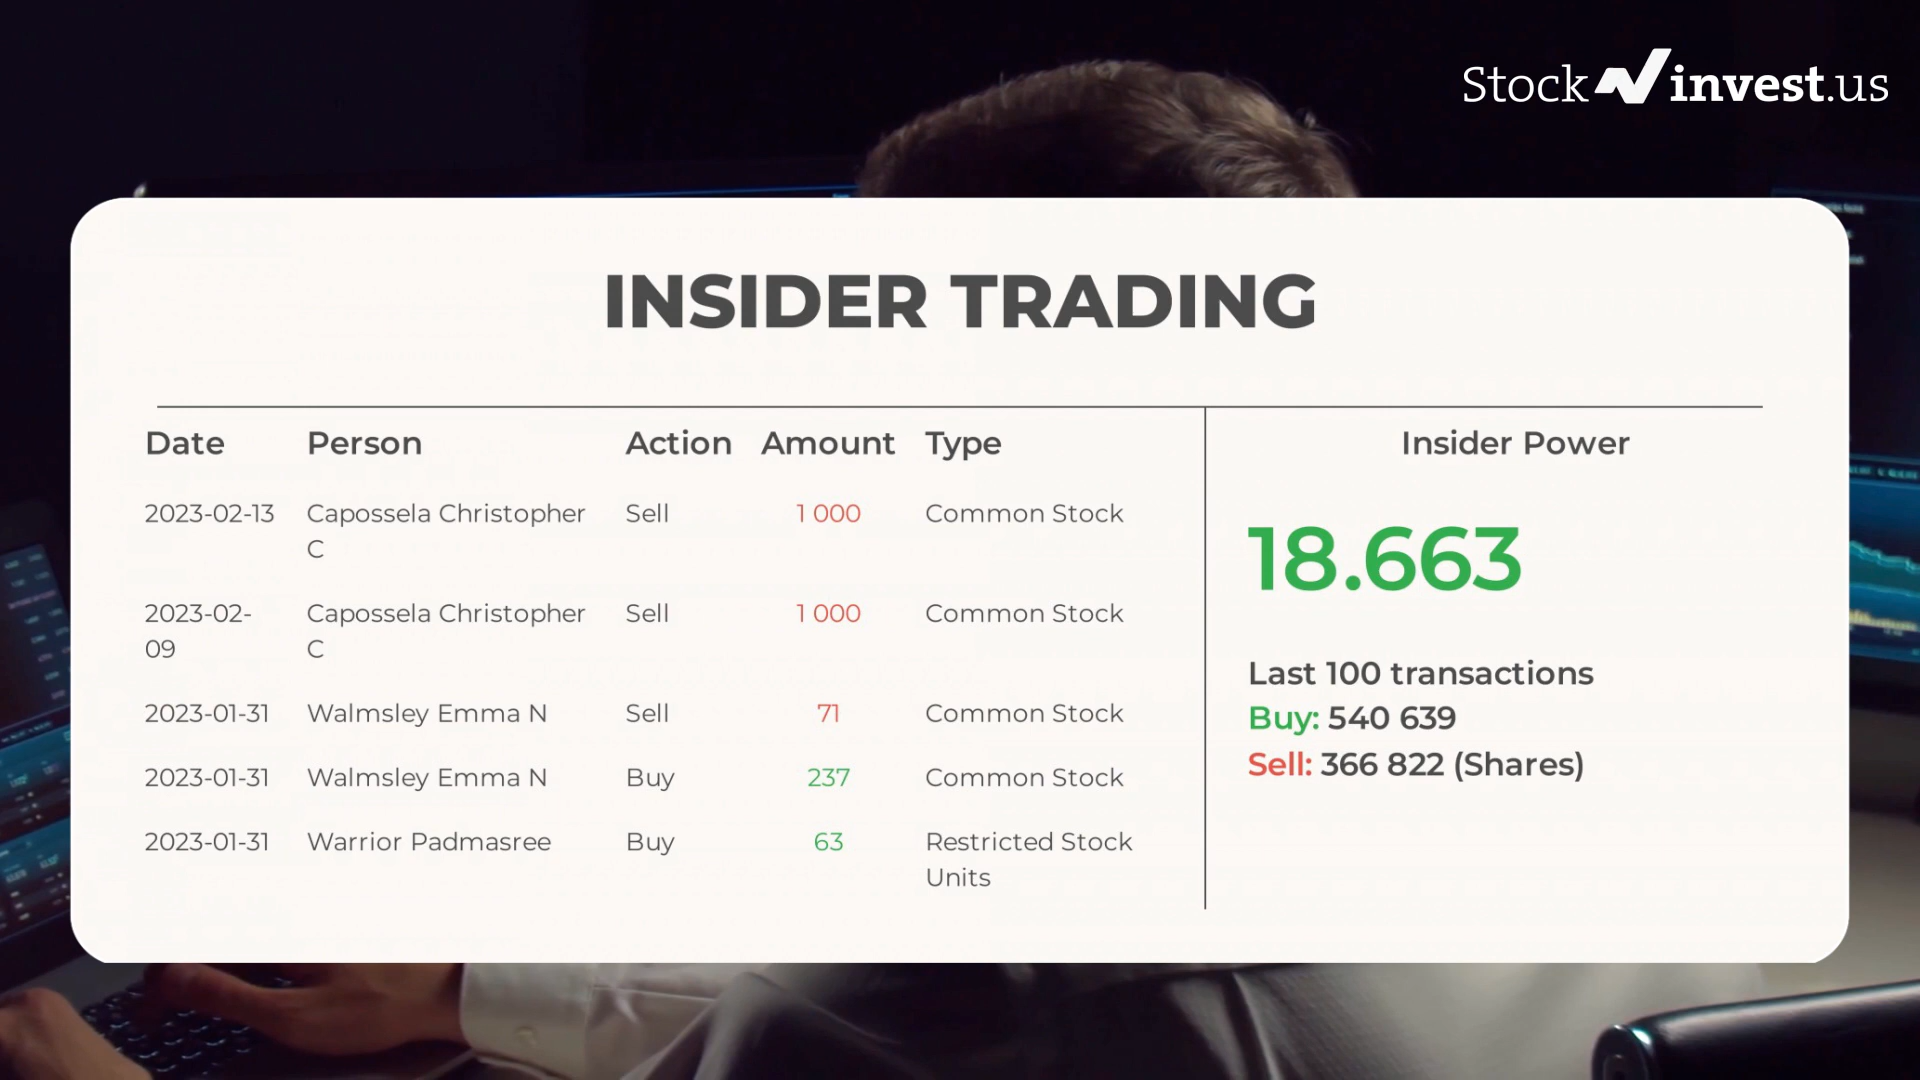 Stock invest.us
INSIDER TRADING
Date Person Action Amount Type
2023-02-13 Capossela Christopher Sell 1 000 Common Stock
C
2023-02- Capossela Christopher Sell 1 000 Common Stock
09 C
2023-01-31 Walmsley Emma N Sell 71 Common Stock
2023-01-31 Walmsley Emma N Buy 237 Common Stock
2023-01-31 Warrior Padmasree Buy 63 Restricted Stock
Units
Insider Power
18.663
Last 100 transactions
Buy: 540 639
Sell: 366 822 (Shares)